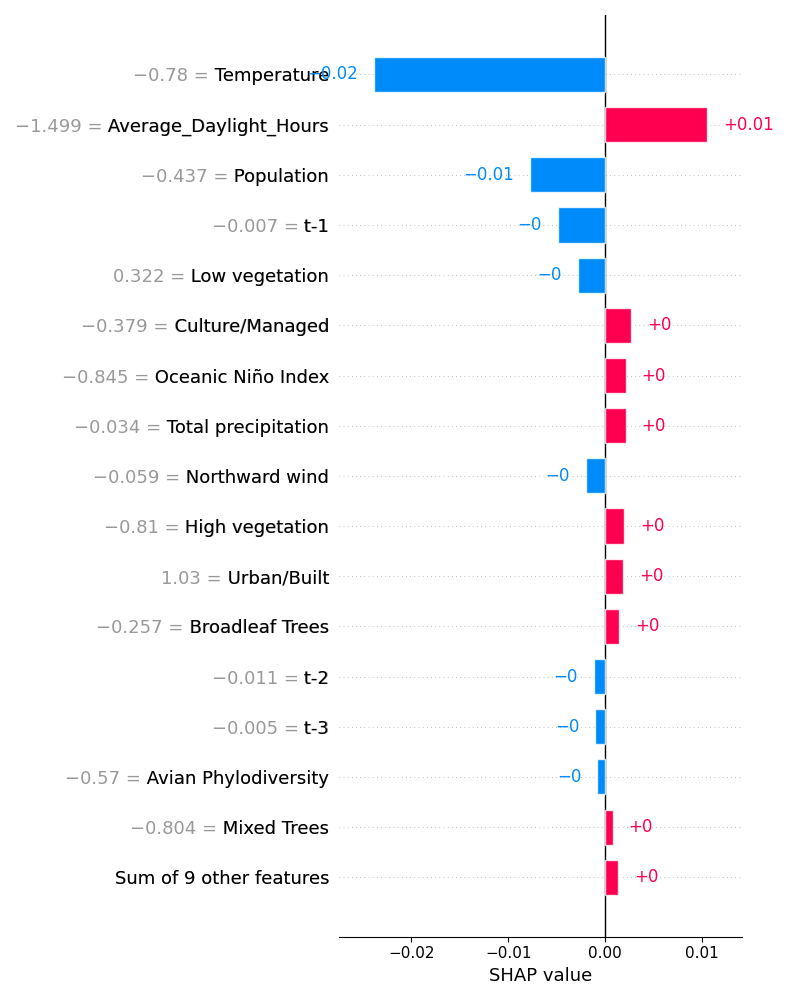 −0.78 = Temperature −0.02
−1.499 = Average_Daylight_Hours +0.01
−0.437 = Population −0.01
−0.007 = t-1 −0
0.322 = Low vegetation −0
−0.379 = Culture/Managed +0
−0.845 = Oceanic Niño Index +0
−0.034 = Total precipitation +0
−0.059 = Northward wind −0
−0.81 = High vegetation +0
1.03 = Urban/Built +0
−0.257 = Broadleaf Trees +0
−0.011 = t-2 −0
−0.005 = t-3 −0
−0.57 = Avian Phylodiversity −0
−0.804 = Mixed Trees +0
Sum of 9 other features +0
−0.02 −0.01 0.00 0.01
SHAP value